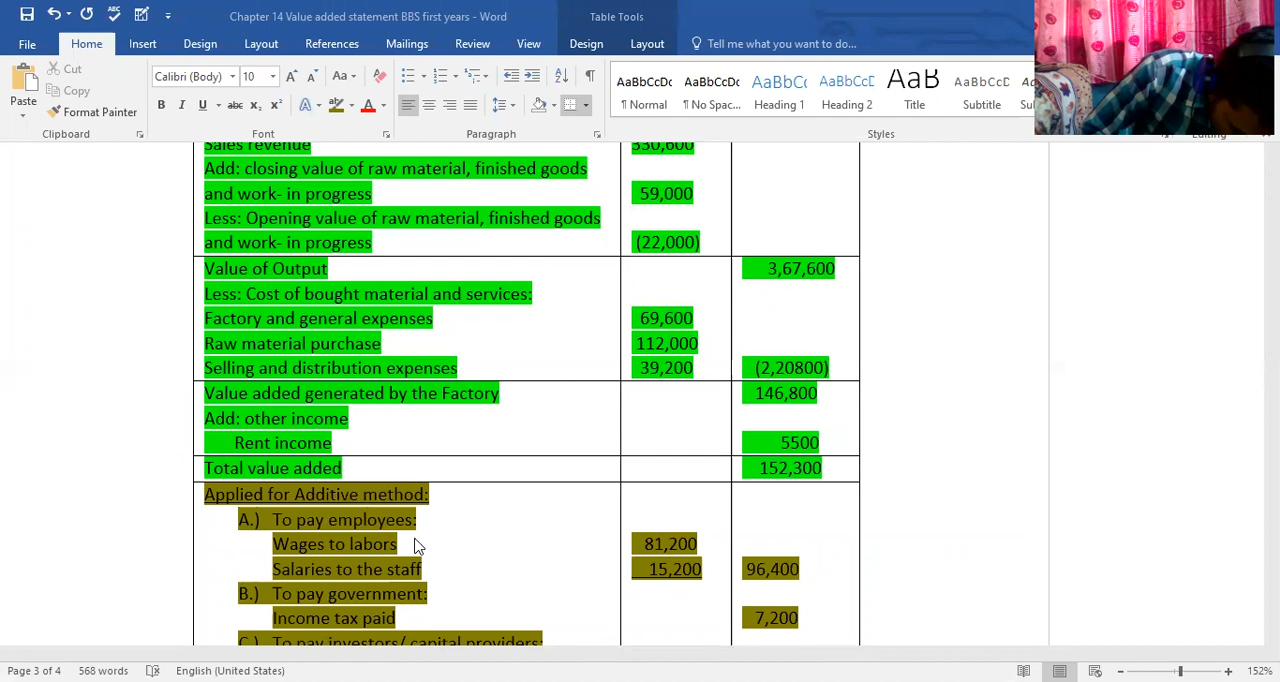 Chapter 14 Value added statement BBS first years - Word
Table Tools
File Home Insert Design Layout References Mailings Review View Design Layout Tell me what you want to do...
Paste
Cut
Copy
Format Painter
Calibri (Body) 10
Aa
B I U abc x₂ x² A A
AaBbCcDc AaBbCcDc AaBbCc AaBbCcE AaB AaBbCcD
¶ Normal ¶ No Spac... Heading 1 Heading 2 Title Subtitle
Clipboard Font Paragraph Styles Editing
Sales revenue 330,600
Add: closing value of raw material, finished goods
and work- in progress 59,000
Less: Opening value of raw material, finished goods
and work- in progress (22,000)
Value of Output 3,67,600
Less: Cost of bought material and services:
Factory and general expenses 69,600
Raw material purchase 112,000
Selling and distribution expenses 39,200 (2,20800)
Value added generated by the Factory 146,800
Add: other income
Rent income 5500
Total value added 152,300
Applied for Additive method:
A.) To pay employees:
Wages to labors 81,200
Salaries to the staff 15,200 96,400
B.) To pay government:
Income tax paid 7,200
C.) To pay investors/ capital providers:
Page 3 of 4 568 words English (United States) 152%